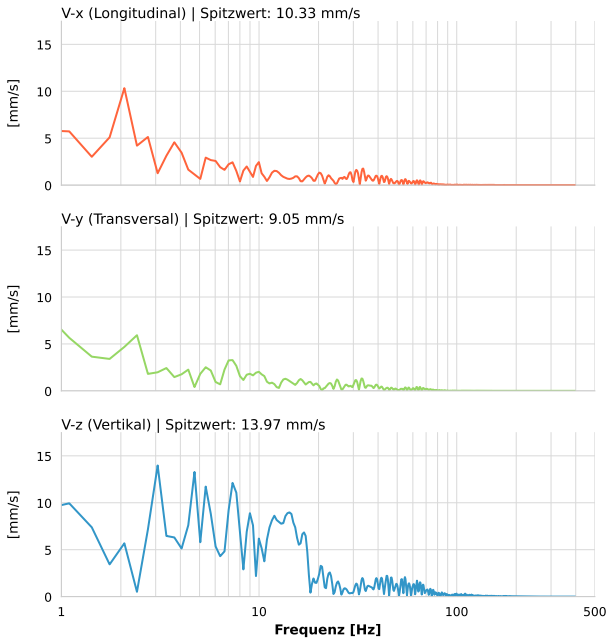 V-x (Longitudinal) | Spitzwert: 10.33 mm/s
15
10
5
0
[mm/s]
V-y (Transversal) | Spitzwert: 9.05 mm/s
15
10
5
0
[mm/s]
V-z (Vertikal) | Spitzwert: 13.97 mm/s
15
10
5
0
[mm/s]
1 10 100 500
Frequenz [Hz]